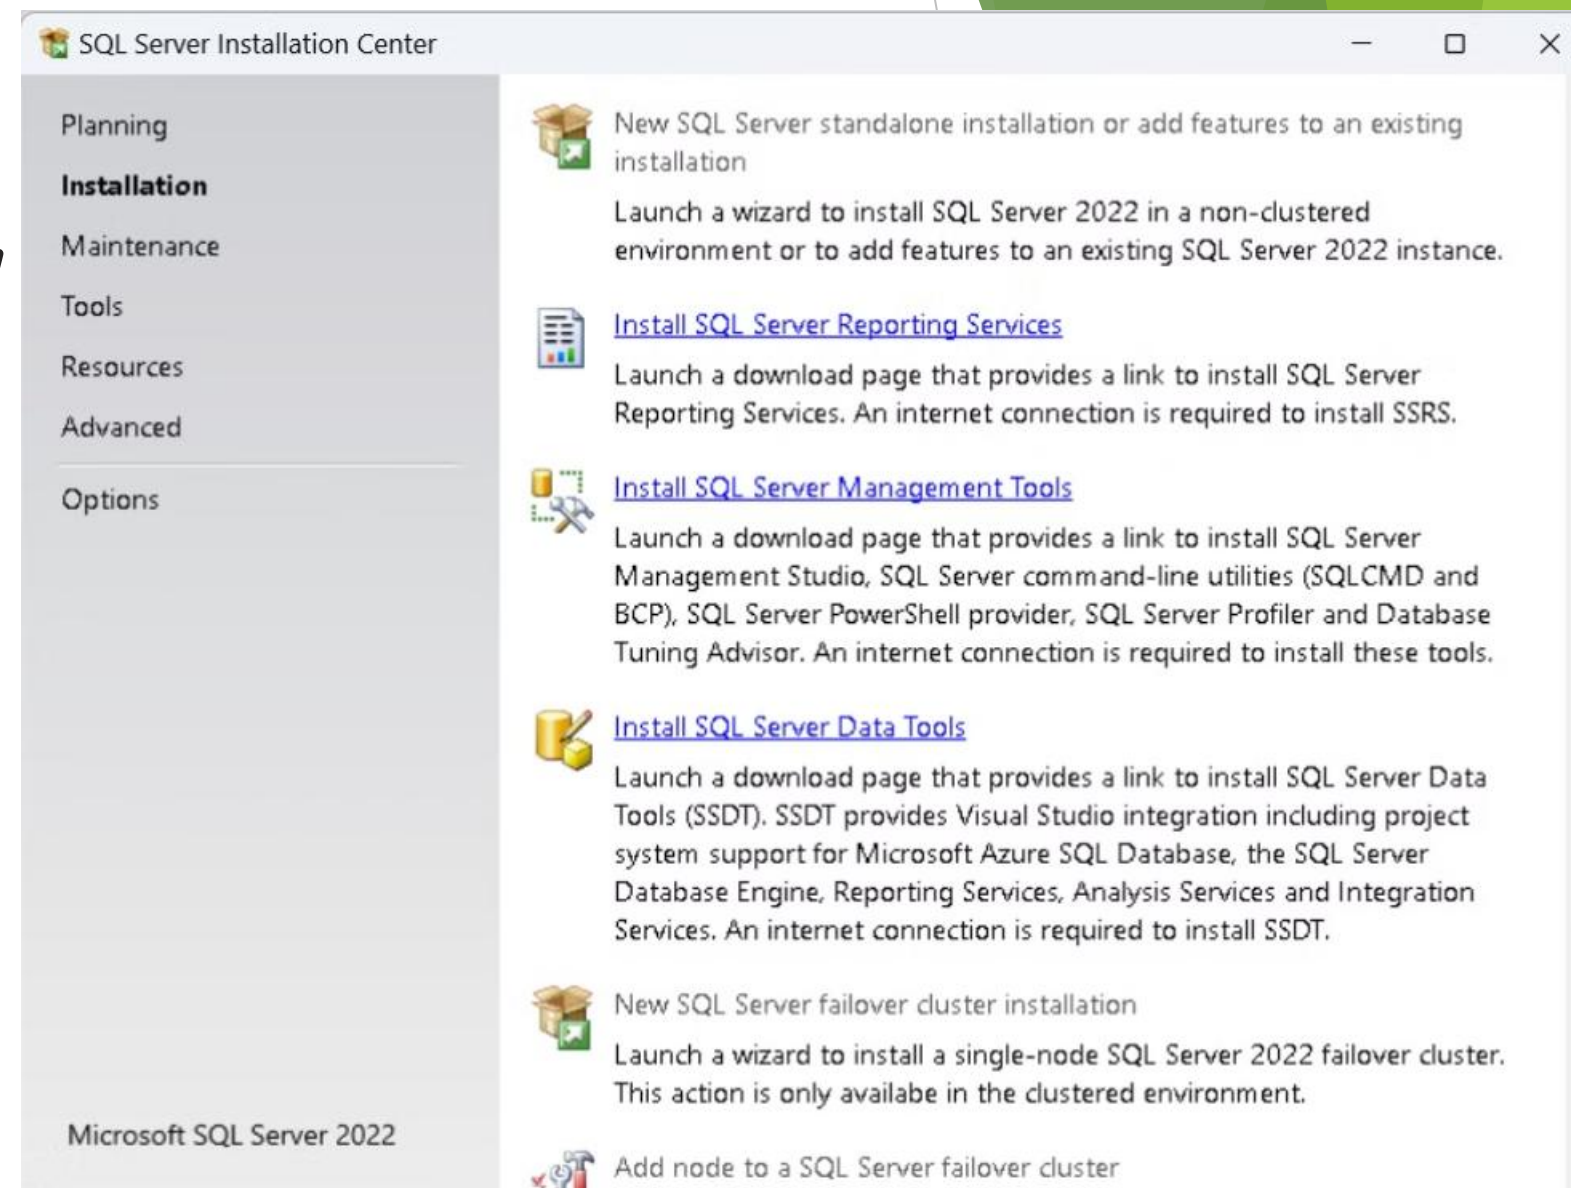 SQL Server Installation Center
Planning
Installation
Maintenance
Tools
Resources
Advanced
Options
Microsoft SQL Server 2022
New SQL Server standalone installation or add features to an existing
installation
Launch a wizard to install SQL Server 2022 in a non-clustered
environment or to add features to an existing SQL Server 2022 instance.
Install SQL Server Reporting Services
Launch a download page that provides a link to install SQL Server
Reporting Services. An internet connection is required to install SSRS.
Install SQL Server Management Tools
Launch a download page that provides a link to install SQL Server
Management Studio, SQL Server command-line utilities (SQLCMD and
BCP), SQL Server PowerShell provider, SQL Server Profiler and Database
Tuning Advisor. An internet connection is required to install these tools.
Install SQL Server Data Tools
Launch a download page that provides a link to install SQL Server Data
Tools (SSDT). SSDT provides Visual Studio integration including project
system support for Microsoft Azure SQL Database, the SQL Server
Database Engine, Reporting Services, Analysis Services and Integration
Services. An internet connection is required to install SSDT.
New SQL Server failover cluster installation
Launch a wizard to install a single-node SQL Server 2022 failover cluster.
This action is only availabe in the clustered environment.
Add node to a SQL Server failover cluster